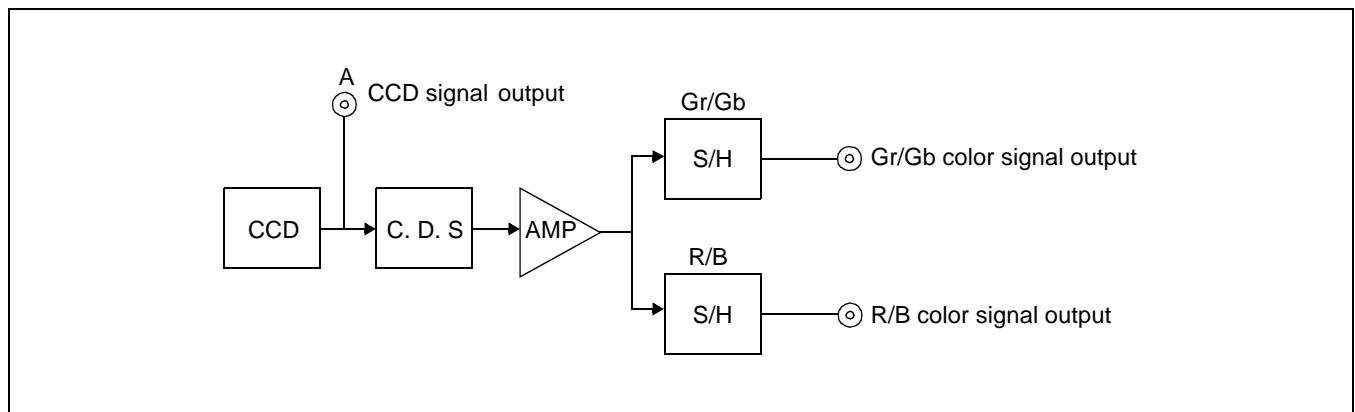 A
CCD signal output
Gr/Gb
S/H
Gr/Gb color signal output
CCD
C. D. S
AMP
R/B
S/H
R/B color signal output